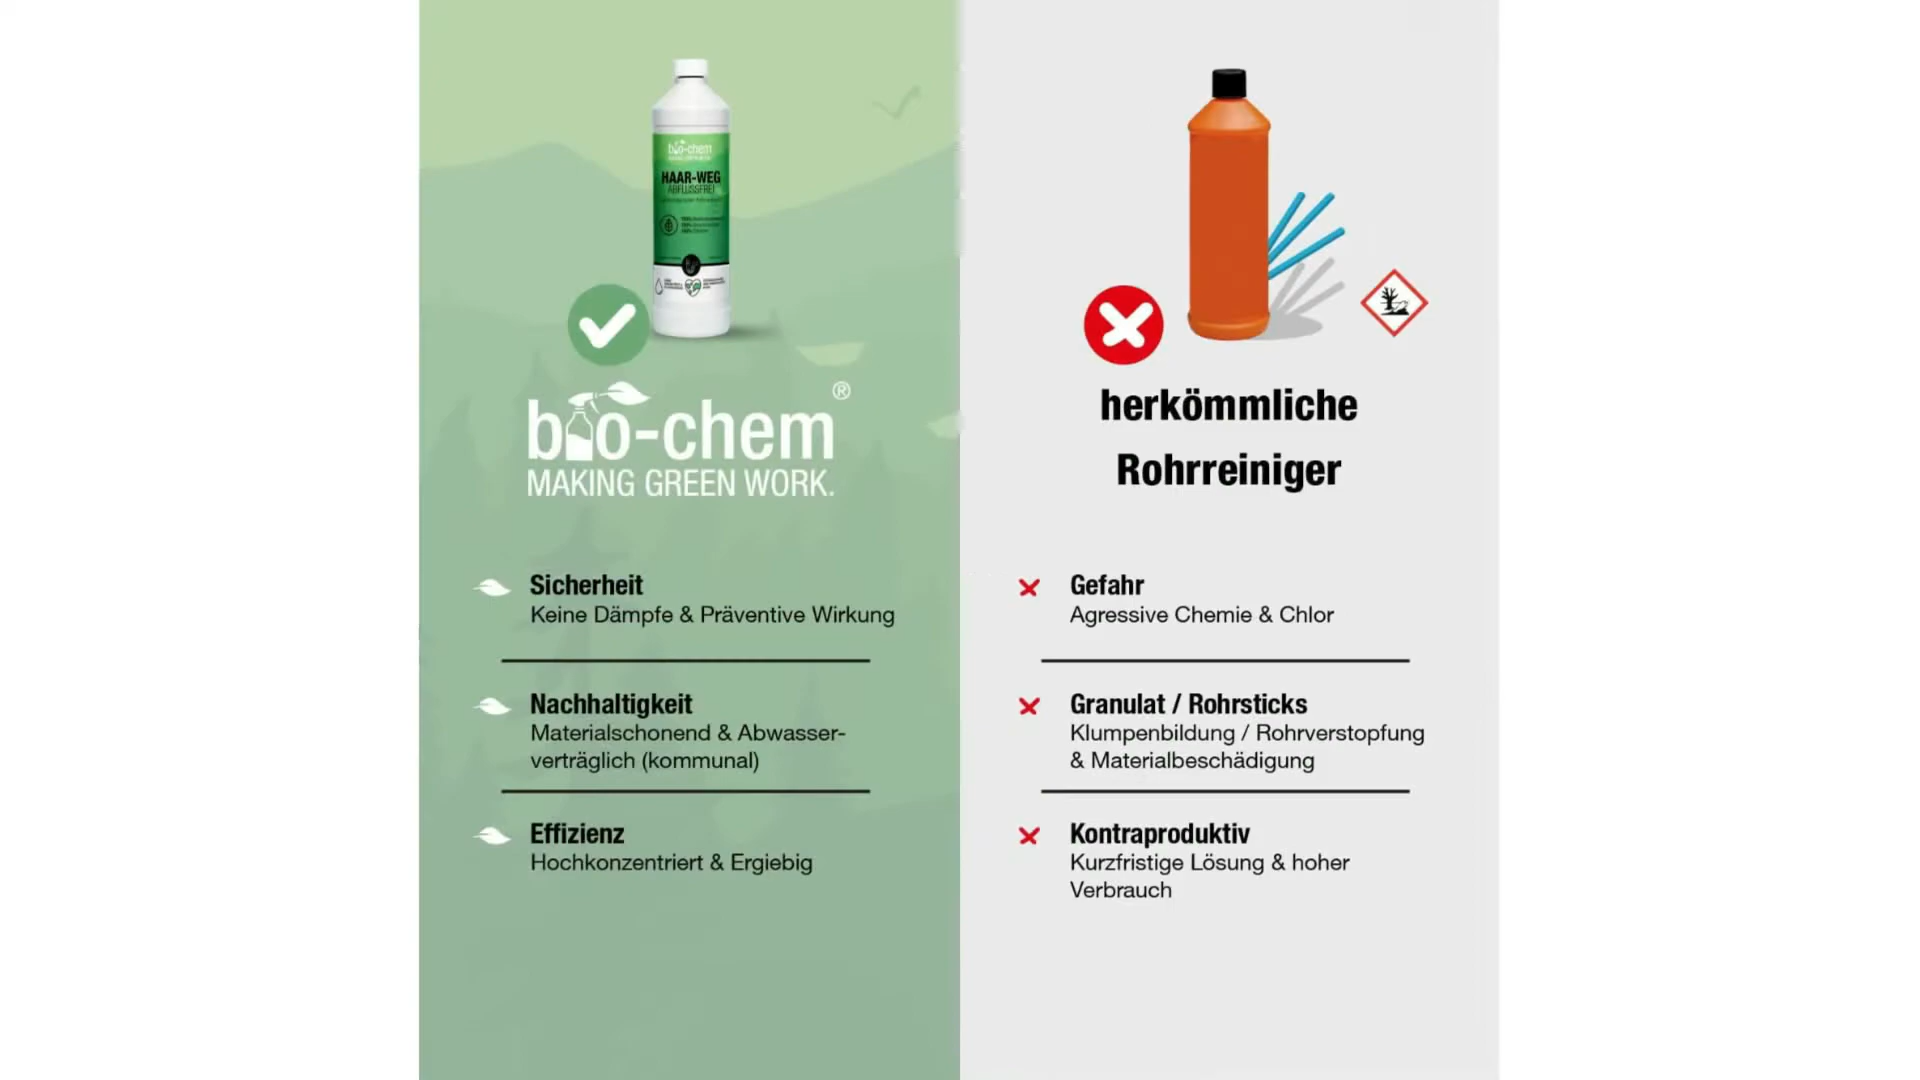 bio-chem
HAAR-WEG
ABFLUSSFREI
bio-chem®
MAKING GREEN WORK.
Sicherheit
Keine Dämpfe & Präventive Wirkung
Nachhaltigkeit
Materialschonend & Abwasser-
verträglich (kommunal)
Effizienz
Hochkonzentriert & Ergiebig
herkömmliche
Rohrreiniger
Gefahr
Agressive Chemie & Chlor
Granulat / Rohrsticks
Klumpenbildung / Rohrverstopfung
& Materialbeschädigung
Kontraproduktiv
Kurzfristige Lösung & hoher
Verbrauch